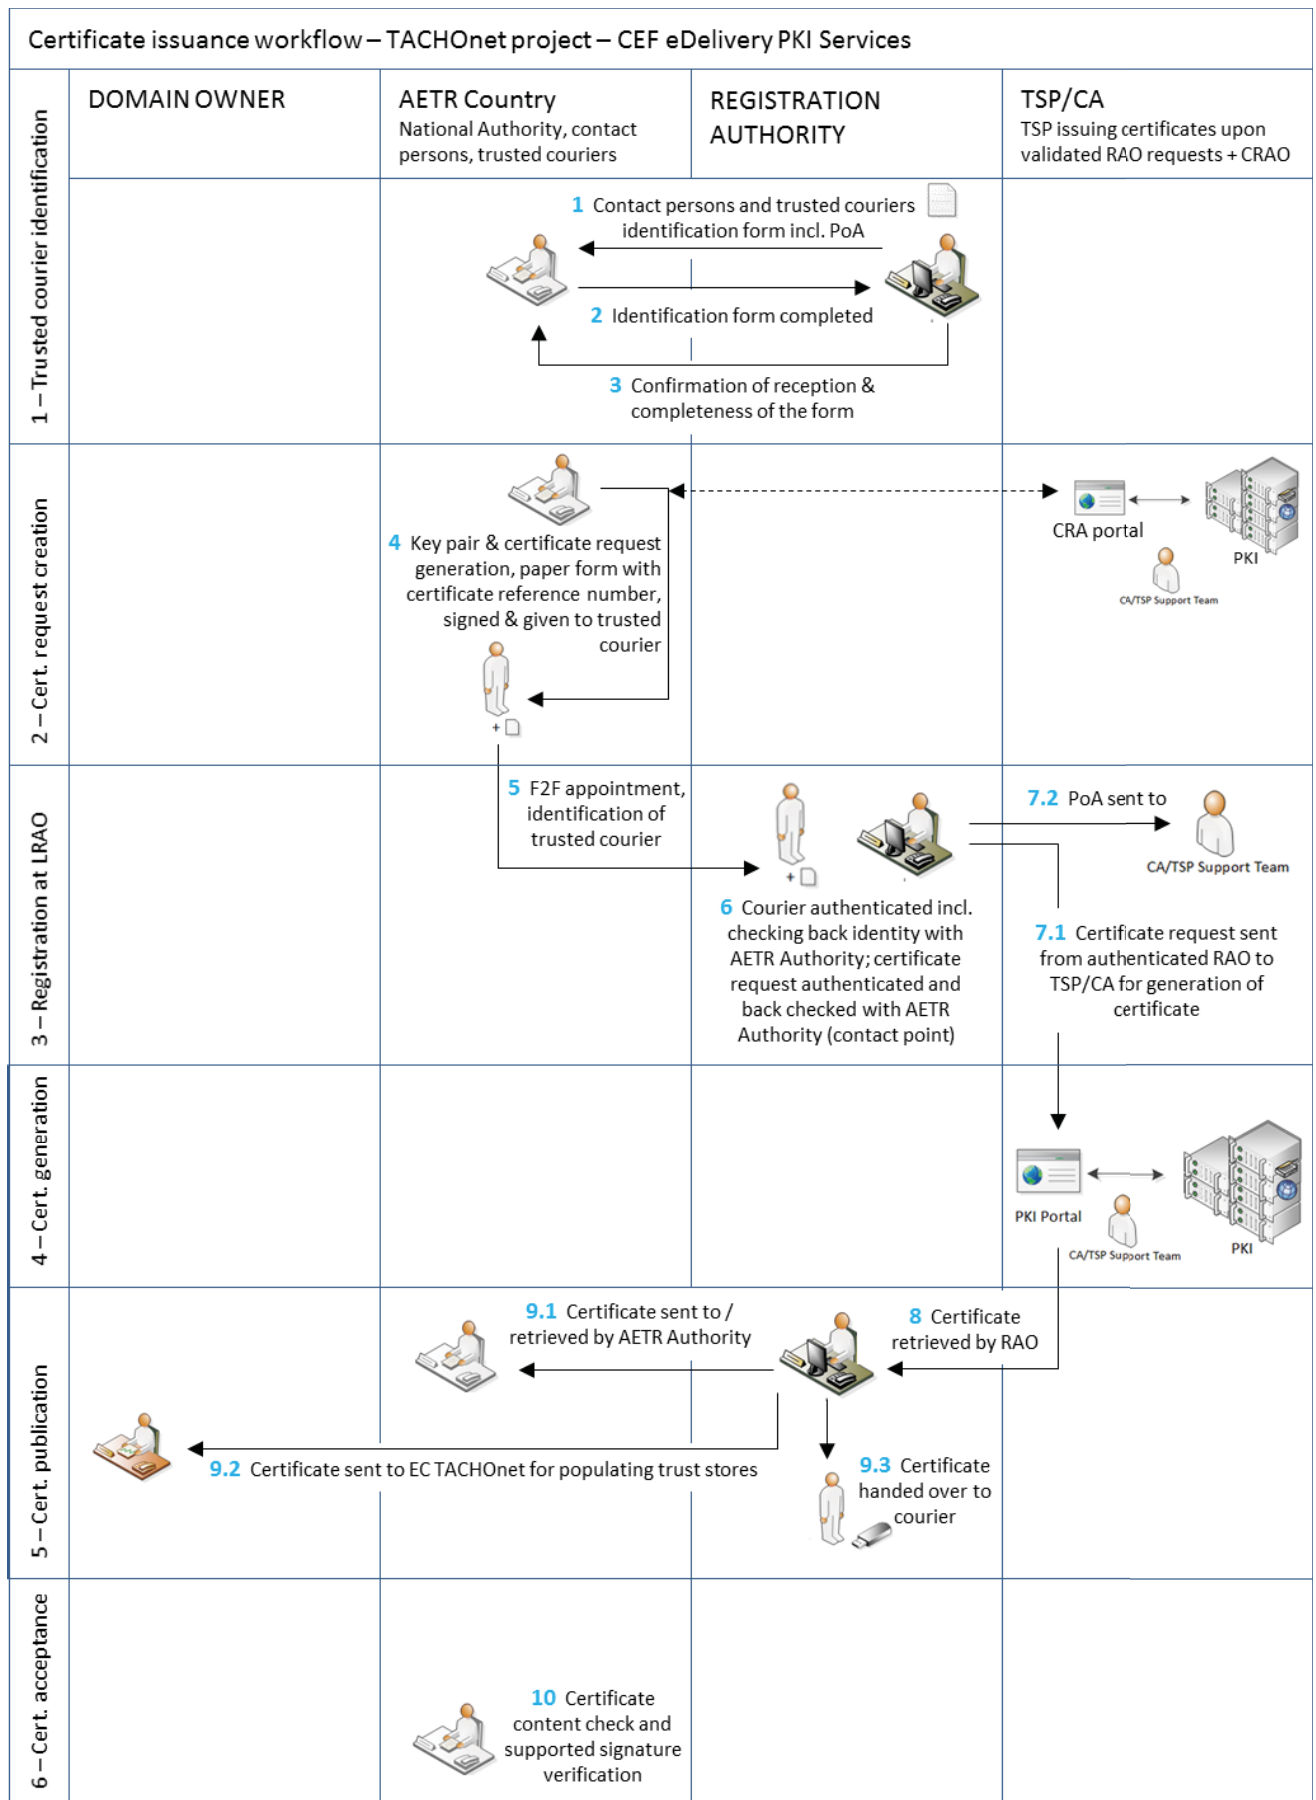 Certificate issuance workflow – TACHOnet project – CEF eDelivery PKI Services
DOMAIN OWNER
AETR Country
National Authority, contact
persons, trusted couriers
REGISTRATION
AUTHORITY
TSP/CA
TSP issuing certificates upon
validated RAO requests + CRAO
1 – Trusted courier identification
1 Contact persons and trusted couriers
identification form incl. PoA
2 Identification form completed
3 Confirmation of reception &
completeness of the form
2 – Cert. request creation
4 Key pair & certificate request
generation, paper form with
certificate reference number,
signed & given to trusted
courier
+
CRA portal
PKI
CA/TSP Support Team
3 – Registration at LRAO
5 F2F appointment,
identification of
trusted courier
+
6 Courier authenticated incl.
checking back identity with
AETR Authority; certificate
request authenticated and
back checked with AETR
Authority (contact point)
7.2 PoA sent to
CA/TSP Support Team
7.1 Certificate request sent
from authenticated RAO to
TSP/CA for generation of
certificate
4 – Cert. generation
PKI Portal
CA/TSP Support Team
PKI
5 – Cert. publication
9.1 Certificate sent to /
retrieved by AETR Authority
8 Certificate
retrieved by RAO
9.2 Certificate sent to EC TACHOnet for populating trust stores
9.3 Certificate
handed over to
courier
6 – Cert. acceptance
10 Certificate
content check and
supported signature
verification